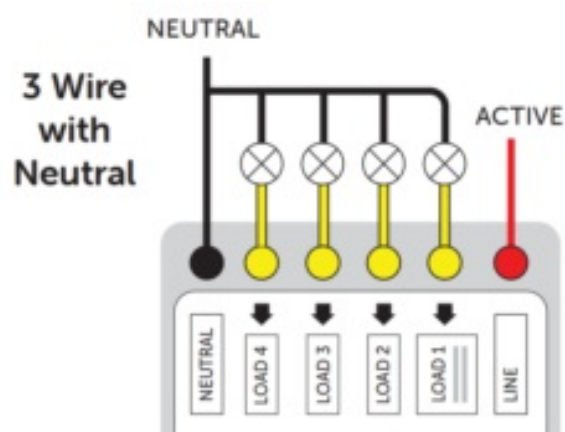 NEUTRAL
3 Wire
with
Neutral
ACTIVE
NEUTRAL
LOAD 4
LOAD 3
LOAD 2
LOAD 1
LINE